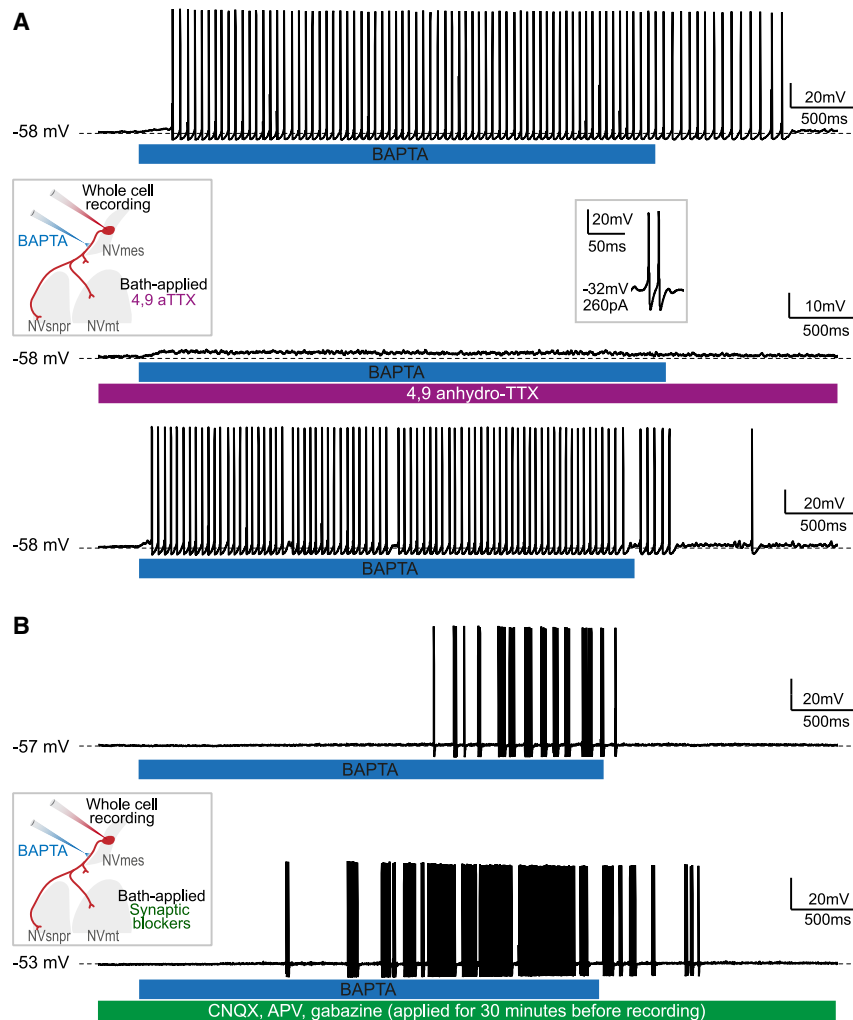 A
20mV
500ms
-58 mV
BAPTA
Whole cell
recording
BAPTA
NVmes
Bath-applied
4,9 aTTX
NVsnpr
NVmt
20mV
50ms
-32mV
260pA
10mV
500ms
-58 mV
BAPTA
4,9 anhydro-TTX
20mV
500ms
-58 mV
BAPTA
B
20mV
500ms
-57 mV
BAPTA
Whole cell
recording
BAPTA
NVmes
Bath-applied
Synaptic
blockers
NVsnpr
NVmt
20mV
500ms
-53 mV
BAPTA
CNQX, APV, gabazine (applied for 30 minutes before recording)